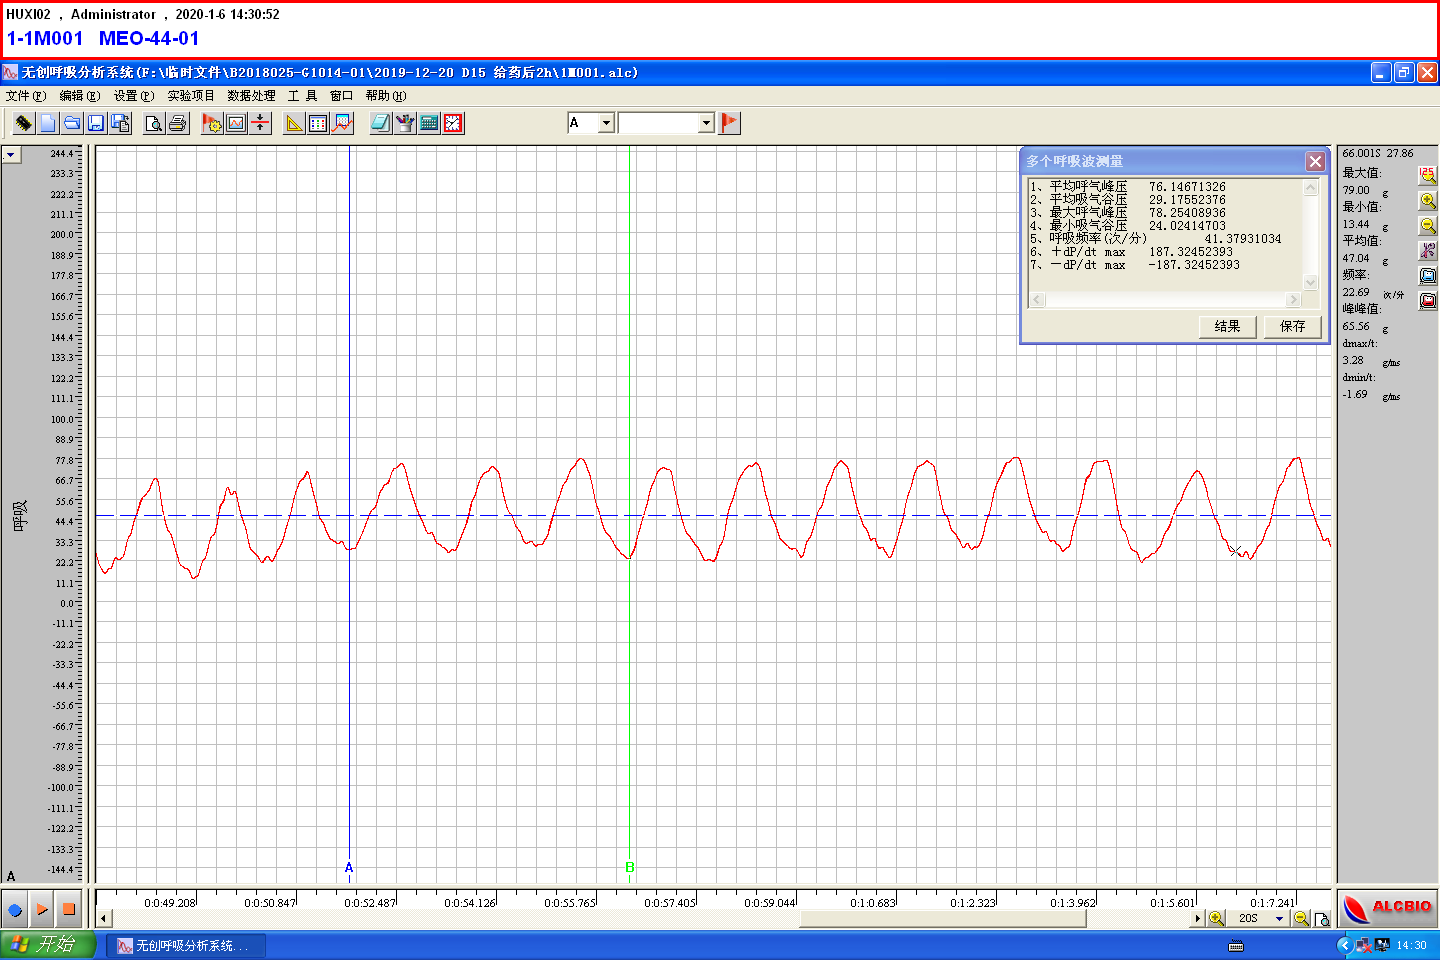 HUXI02 , Administrator , 2020-1-6 14:30:52
1-1M001 MEO-44-01
无创呼吸分析系统(F:\临时文件\B2018025-G1014-01\2019-12-20 D15 给药后2h\1M001.alc)
文件(F) 编辑(E) 设置(P) 实验项目 数据处理 工 具 窗口 帮助(H)
A
244.4
233.3
222.2
211.1
200.0
188.9
177.8
166.7
155.6
144.4
133.3
122.2
111.1
100.0
88.9
77.8
66.7
55.6
44.4
33.3
22.2
11.1
0.0
-11.1
-22.2
-33.3
-44.4
-55.6
-66.7
-77.8
-88.9
-100.0
-111.1
-122.2
-133.3
-144.4
呼吸
A
多个呼吸波测量
1、平均呼气峰压 76.14671326
2、平均吸气谷压 29.17552376
3、最大呼气峰压 78.25408936
4、最小吸气谷压 24.02414703
5、呼吸频率(次/分) 41.37931034
6、＋dP/dt max 187.32452393
7、－dP/dt max -187.32452393
结果 保存
66.001S 27.86
最大值:
79.00 g
最小值:
13.44 g
平均值:
47.04 g
频率:
22.69 次/分
峰峰值:
65.56 g
dmax/t:
3.28 g/ms
dmin/t:
-1.69 g/ms
125
A B
0:0:49.208 0:0:50.847 0:0:52.487 0:0:54.126 0:0:55.765 0:0:57.405 0:0:59.044 0:1:0.683 0:1:2.323 0:1:3.962 0:1:5.601 0:1:7.241
20S
ALCBIO
开始 无创呼吸分析系统... 14:30